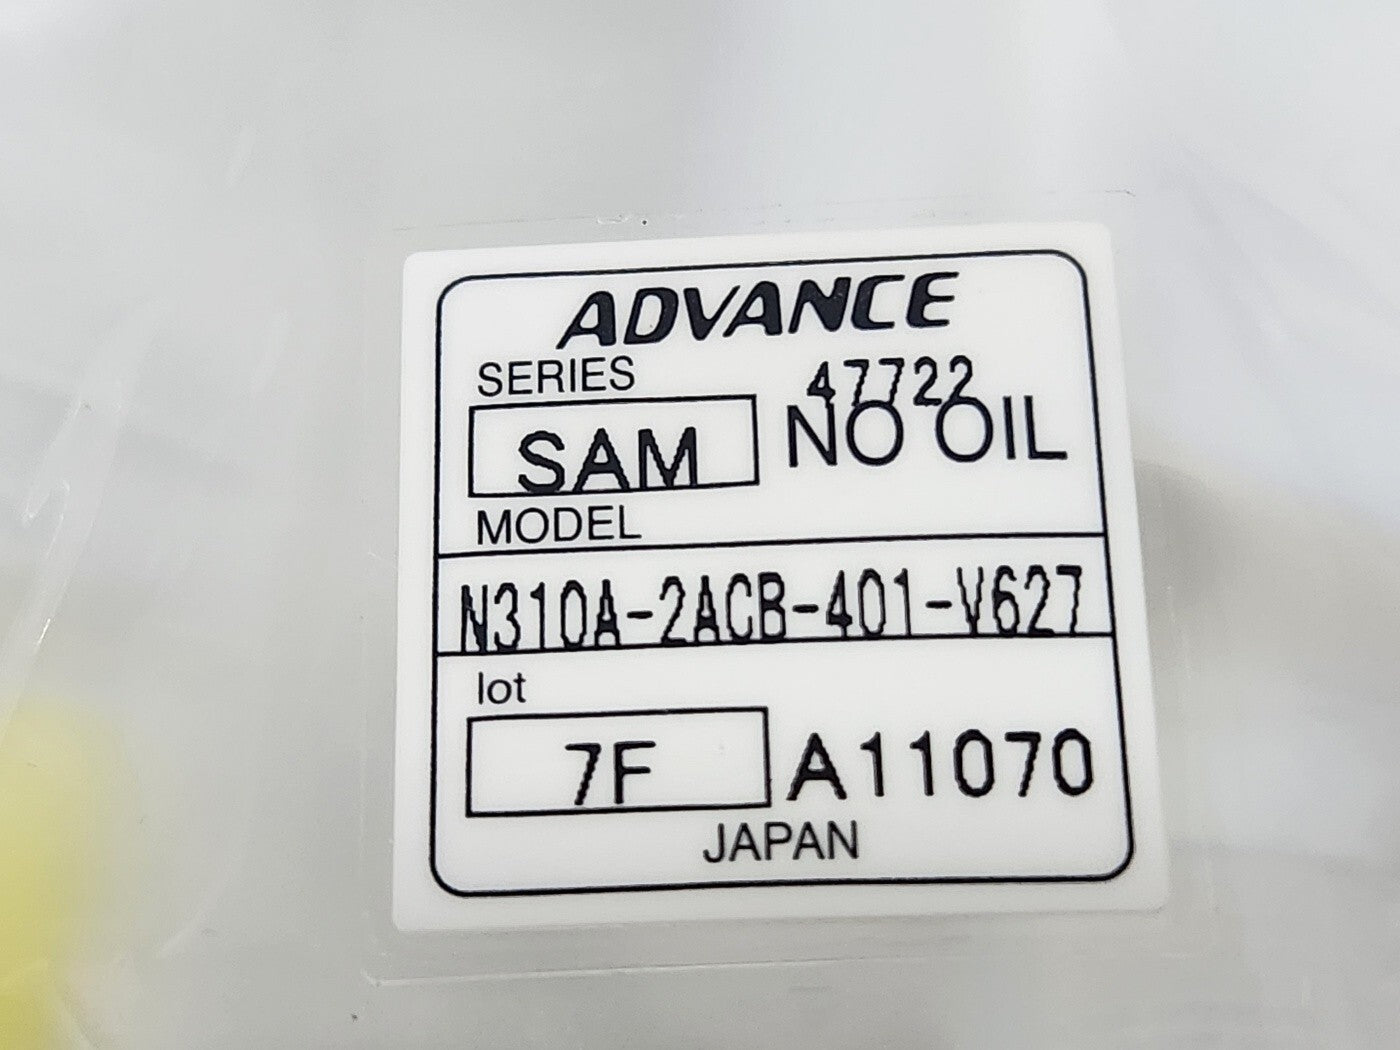 ADVANCE
SERIES 47722
SAM NO OIL
MODEL
N310A-2ACB-401-V627
lot
7F A11070
JAPAN